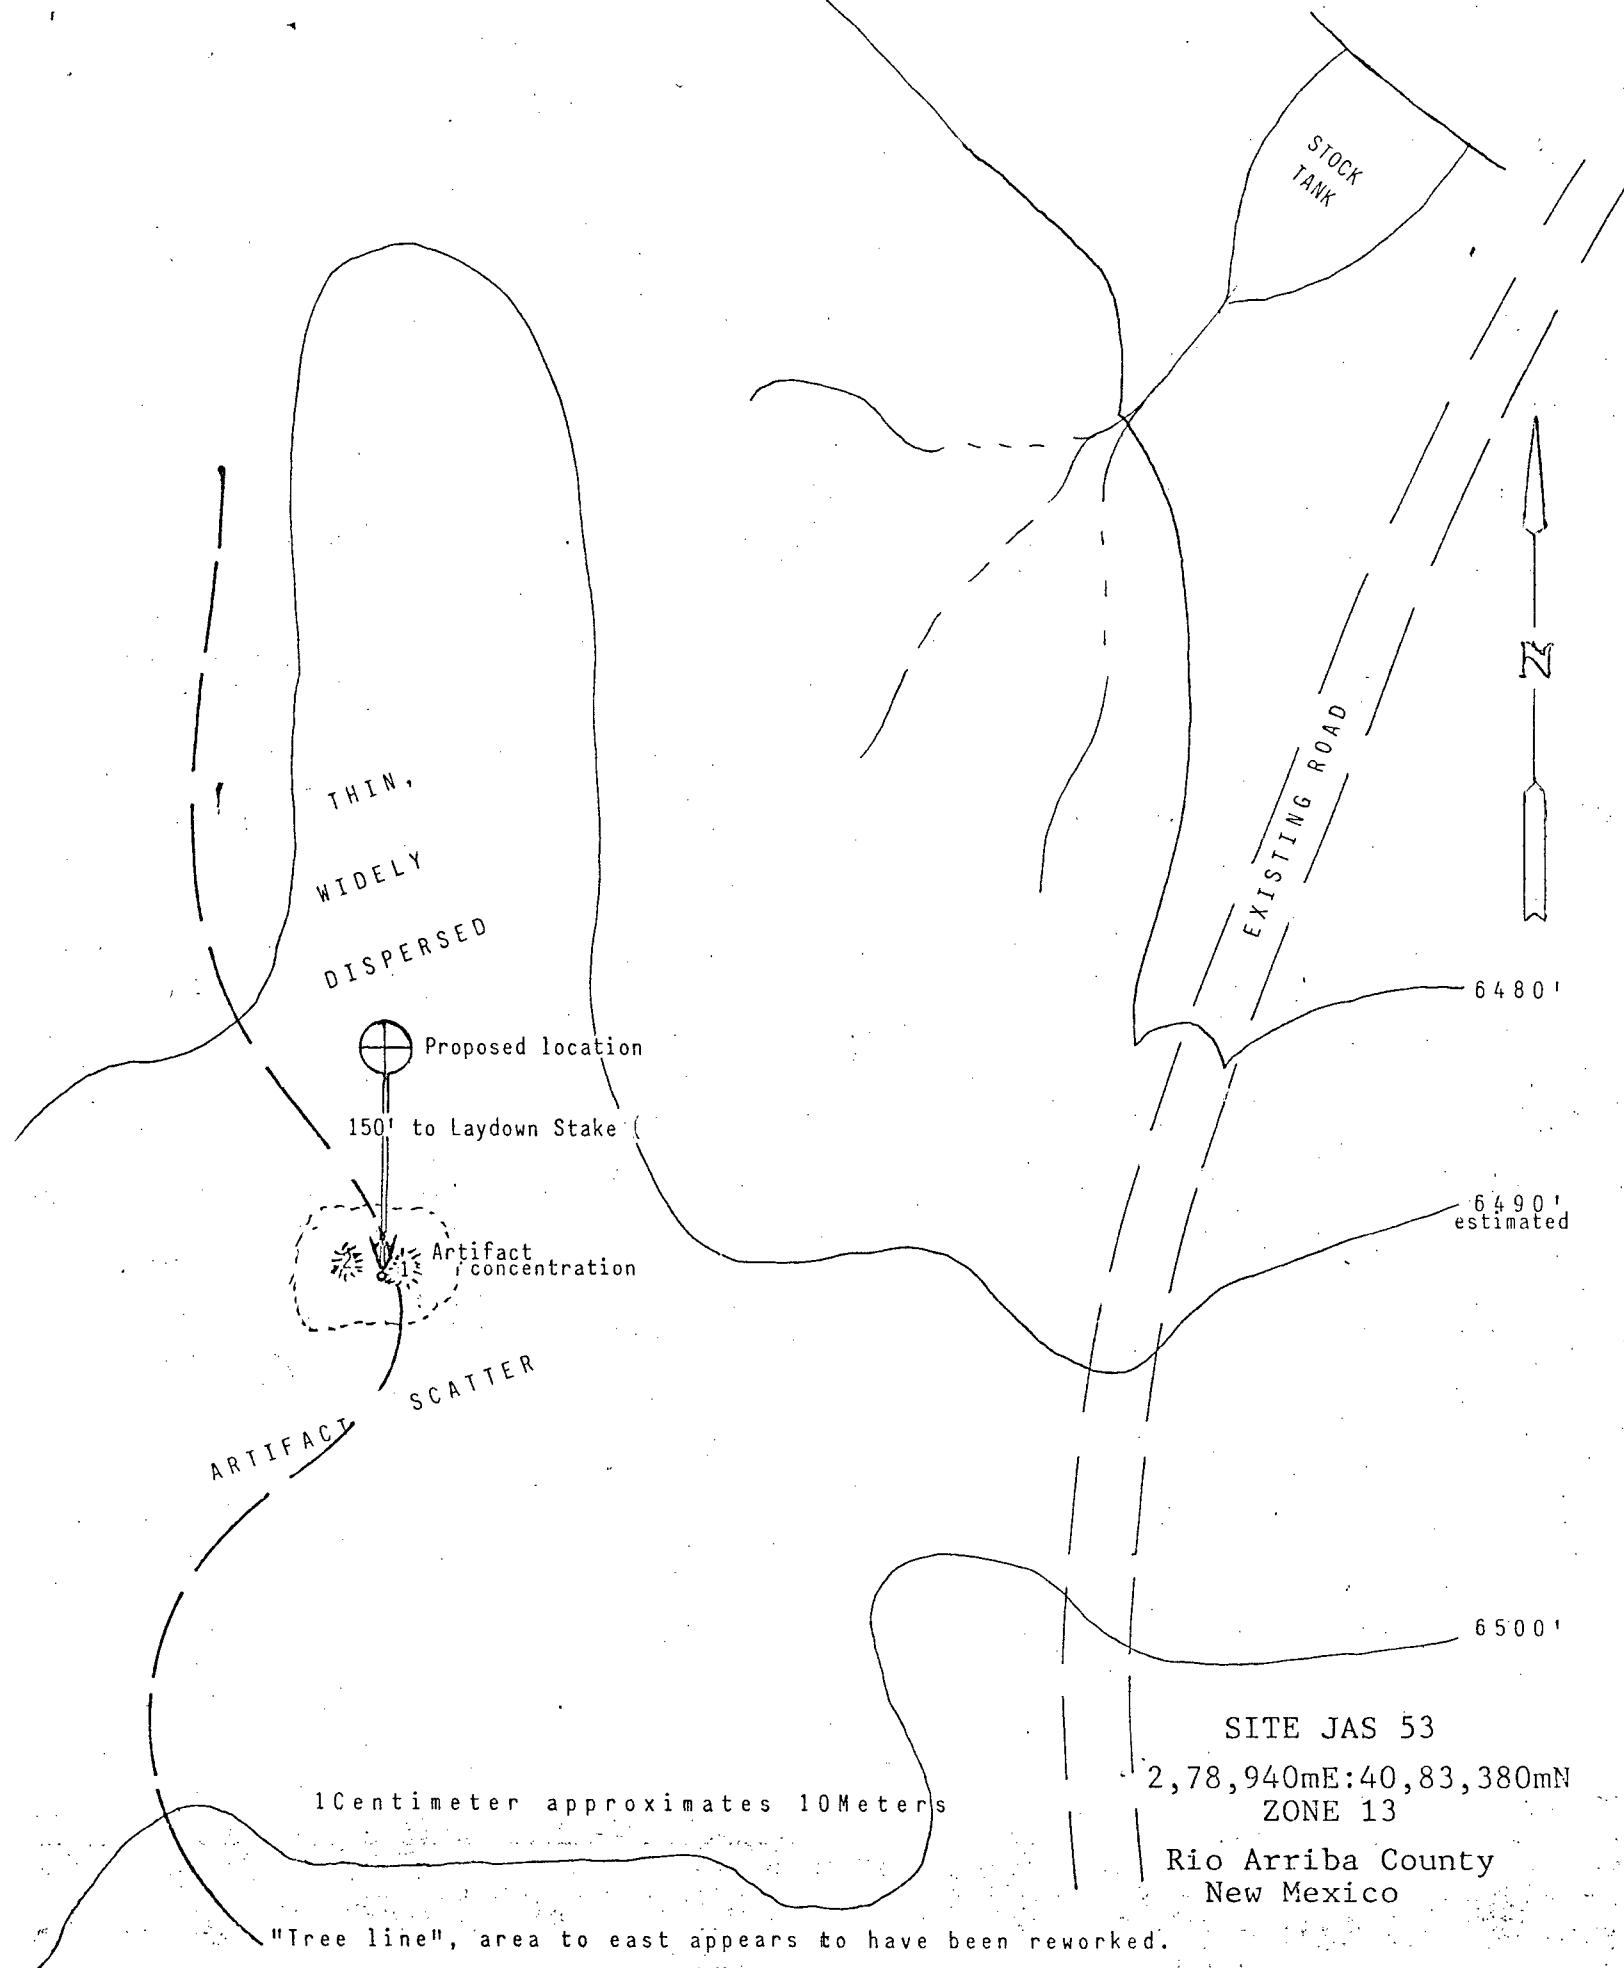 STOCK
TANK
N
THIN,
WIDELY
DISPERSED
EXISTING ROAD
6480'
Proposed location
150' to Laydown Stake
6490'
estimated
2
1
Artifact
concentration
ARTIFACT SCATTER
6500'
SITE JAS 53
2,78,940mE:40,83,380mN
ZONE 13
1Centimeter approximates 10Meters
Rio Arriba County
New Mexico
"Tree line", area to east appears to have been reworked.